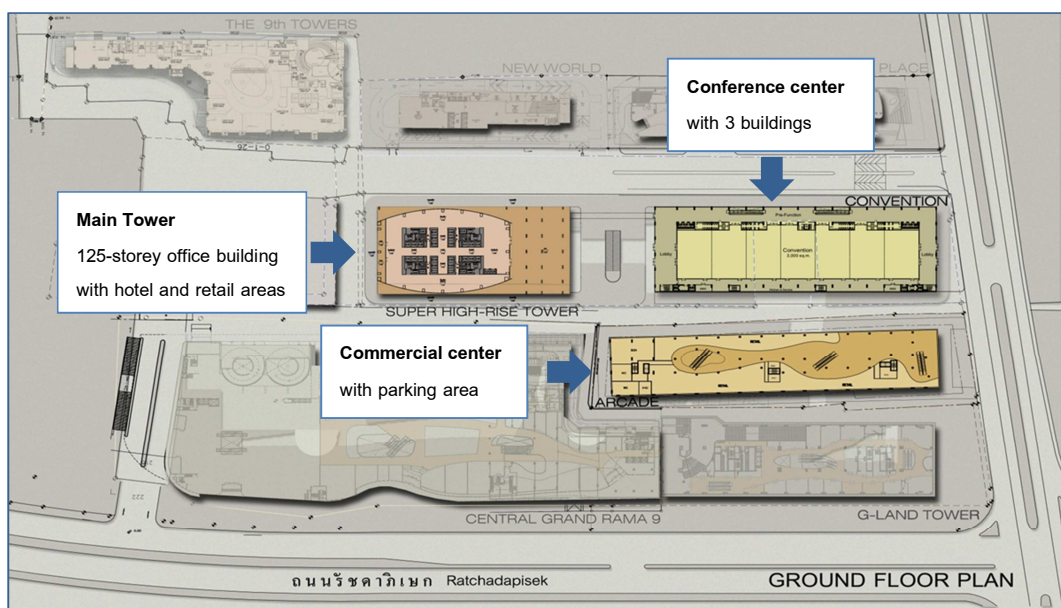 THE 9th TOWERS
NEW WORLD
PLACE
Conference center
with 3 buildings
Main Tower
125-storey office building
with hotel and retail areas
CONVENTION
Pre-Function
Convention
Lobby
Lobby
SUPER HIGH-RISE TOWER
Commercial center
with parking area
RETAIL
RETAIL
RETAIL
ARCADE
CENTRAL GRAND RAMA 9
G-LAND TOWER
ถนนรัชดาภิเษก Ratchadapisek
GROUND FLOOR PLAN